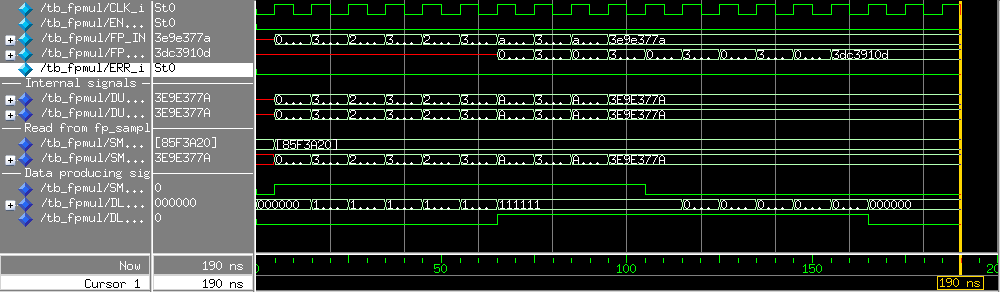 /tb_fpmul/CLK_i St0
/tb_fpmul/EN... St0
/tb_fpmul/FP_IN 3e9e377a 0... 3... 2... 3... 2... 3... a... 3... a... 3e9e377a
/tb_fpmul/FP... 3dc3910d 0... 3... 0... 3... 0... 3... 0... 3... 0... 3dc3910d
/tb_fpmul/ERR_i St0
Internal signals
/tb_fpmul/DU... 3E9E377A 0... 3... 2... 3... 2... 3... A... 3... A... 3E9E377A
/tb_fpmul/DU... 3E9E377A 0... 3... 2... 3... 2... 3... A... 3... A... 3E9E377A
Read from fp_sampl
/tb_fpmul/SM... [85F3A20] [85F3A20]
/tb_fpmul/SM... 3E9E377A 0... 3... 2... 3... 2... 3... A... 3... A... 3E9E377A
Data producing sig
/tb_fpmul/SM... 0
/tb_fpmul/DL... 000000 000000 1... 1... 1... 1... 1... 111111 0... 0... 0... 0... 0... 000000
/tb_fpmul/DL... 0
Now 190 ns 50 100 150 20
Cursor 1 190 ns 190 ns